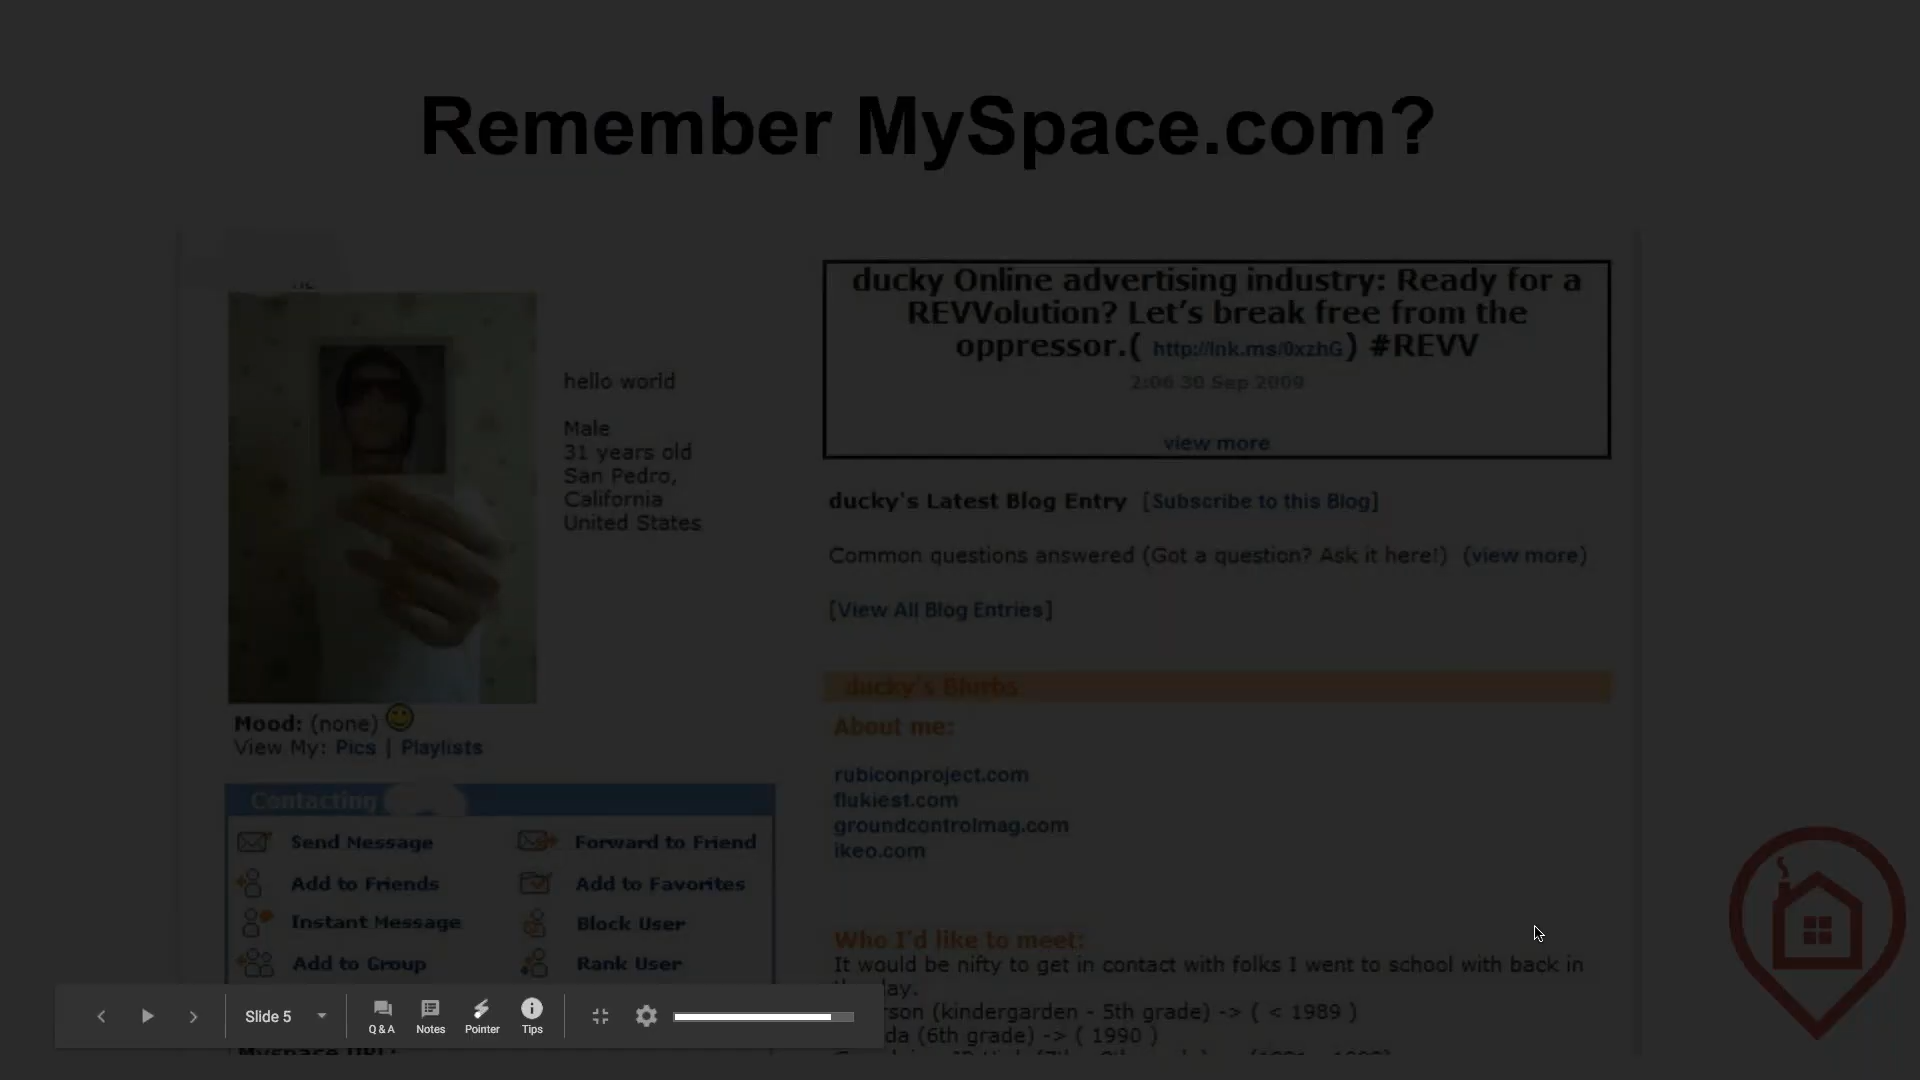 Remember MySpace.com?
hello world
Male
31 years old
San Pedro,
California
United States
Mood: (none)
View My: Pics | Playlists
Contacting
Send Message
Forward to Friend
Add to Friends
Add to Favorites
Instant Message
Block User
Add to Group
Rank User
ducky Online advertising industry: Ready for a
REVVolution? Let's break free from the
oppressor.( http://lnk.ms/0xzhG ) #REVV
2:06 30 Sep 2009
view more
ducky's Latest Blog Entry [Subscribe to this Blog]
Common questions answered (Got a question? Ask it here!) (view more)
[View All Blog Entries]
ducky's Blurbs
About me:
rubiconproject.com
flukiest.com
groundcontrolmag.com
ikeo.com
Who I'd like to meet:
It would be nifty to get in contact with folks I went to school with back in
(kindergarden - 5th grade) -> ( < 1989 )
(6th grade) -> ( 1990 )
Slide 5
Q & A
Notes
Pointer
Tips